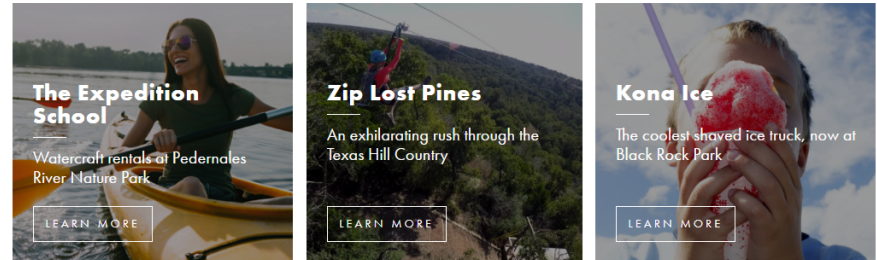 The Expedition
School
Watercraft rentals at Pedernales
River Nature Park
LEARN MORE
Zip Lost Pines
An exhilarating rush through the
Texas Hill Country
LEARN MORE
Kona Ice
The coolest shaved ice truck, now at
Black Rock Park
LEARN MORE